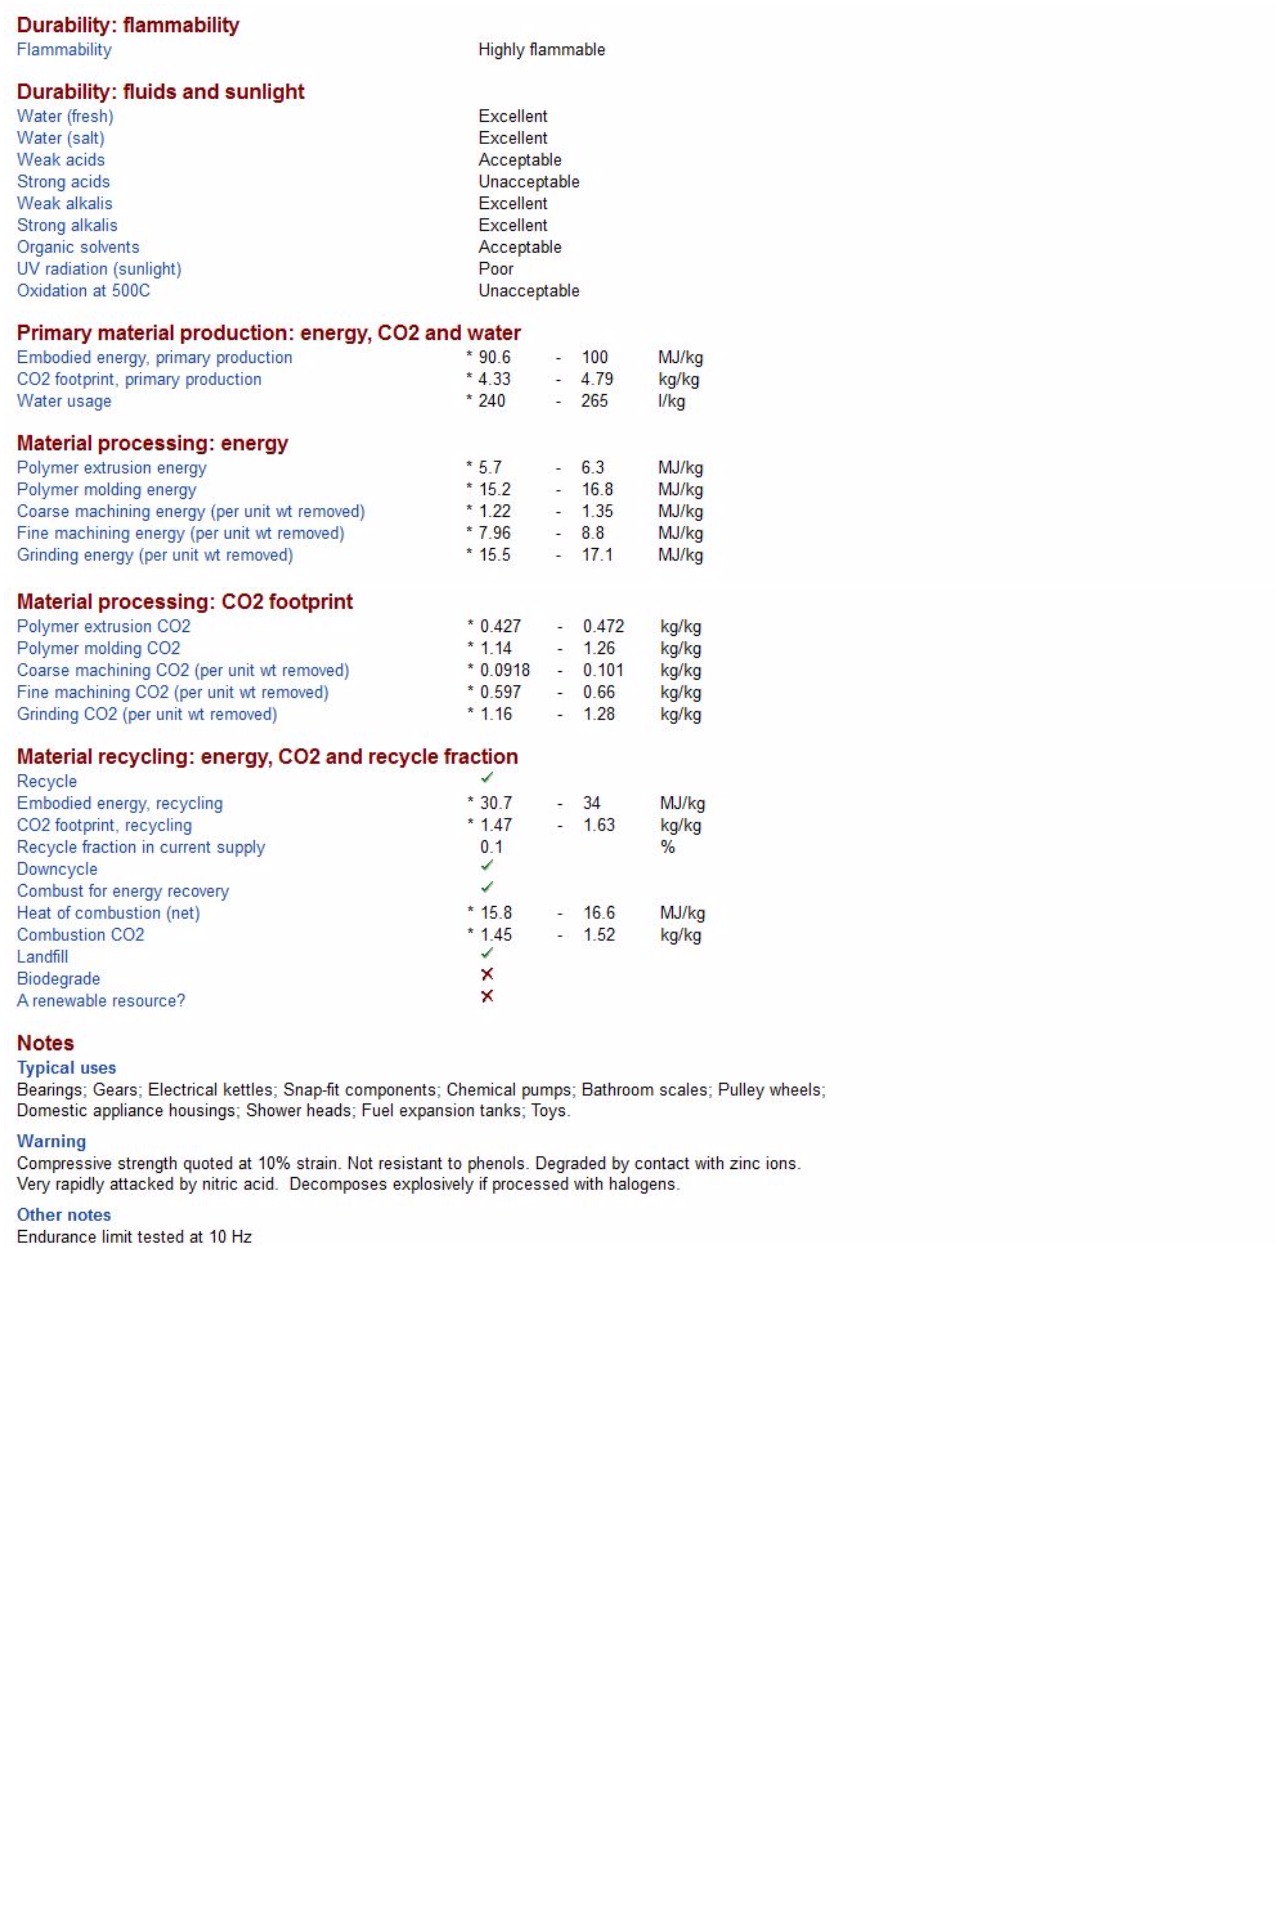 Durability: flammability
Flammability Highly flammable
Durability: fluids and sunlight
Water (fresh) Excellent
Water (salt) Excellent
Weak acids Acceptable
Strong acids Unacceptable
Weak alkalis Excellent
Strong alkalis Excellent
Organic solvents Acceptable
UV radiation (sunlight) Poor
Oxidation at 500C Unacceptable
Primary material production: energy, CO2 and water
Embodied energy, primary production * 90.6 - 100 MJ/kg
CO2 footprint, primary production * 4.33 - 4.79 kg/kg
Water usage * 240 - 265 l/kg
Material processing: energy
Polymer extrusion energy * 5.7 - 6.3 MJ/kg
Polymer molding energy * 15.2 - 16.8 MJ/kg
Coarse machining energy (per unit wt removed) * 1.22 - 1.35 MJ/kg
Fine machining energy (per unit wt removed) * 7.96 - 8.8 MJ/kg
Grinding energy (per unit wt removed) * 15.5 - 17.1 MJ/kg
Material processing: CO2 footprint
Polymer extrusion CO2 * 0.427 - 0.472 kg/kg
Polymer molding CO2 * 1.14 - 1.26 kg/kg
Coarse machining CO2 (per unit wt removed) * 0.0918 - 0.101 kg/kg
Fine machining CO2 (per unit wt removed) * 0.597 - 0.66 kg/kg
Grinding CO2 (per unit wt removed) * 1.16 - 1.28 kg/kg
Material recycling: energy, CO2 and recycle fraction
Recycle ✓
Embodied energy, recycling * 30.7 - 34 MJ/kg
CO2 footprint, recycling * 1.47 - 1.63 kg/kg
Recycle fraction in current supply 0.1 %
Downcycle ✓
Combust for energy recovery ✓
Heat of combustion (net) * 15.8 - 16.6 MJ/kg
Combustion CO2 * 1.45 - 1.52 kg/kg
Landfill ✓
Biodegrade ✗
A renewable resource? ✗
Notes
Typical uses
Bearings; Gears; Electrical kettles; Snap-fit components; Chemical pumps; Bathroom scales; Pulley wheels;
Domestic appliance housings; Shower heads; Fuel expansion tanks; Toys.
Warning
Compressive strength quoted at 10% strain. Not resistant to phenols. Degraded by contact with zinc ions.
Very rapidly attacked by nitric acid. Decomposes explosively if processed with halogens.
Other notes
Endurance limit tested at 10 Hz